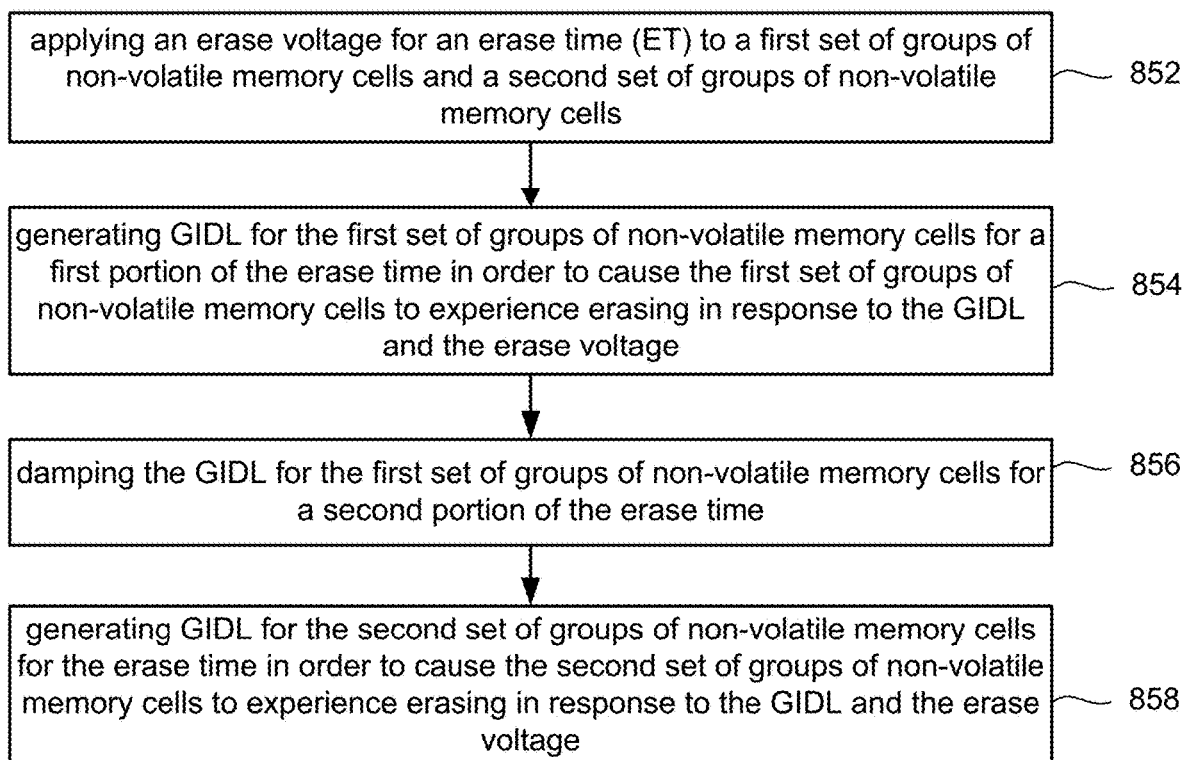 applying an erase voltage for an erase time (ET) to a first set of groups of
non-volatile memory cells and a second set of groups of non-volatile
memory cells
852
generating GIDL for the first set of groups of non-volatile memory cells for a
first portion of the erase time in order to cause the first set of groups of
non-volatile memory cells to experience erasing in response to the GIDL
and the erase voltage
854
damping the GIDL for the first set of groups of non-volatile memory cells for
a second portion of the erase time
856
generating GIDL for the second set of groups of non-volatile memory cells
for the erase time in order to cause the second set of groups of non-volatile
memory cells to experience erasing in response to the GIDL and the erase
voltage
858